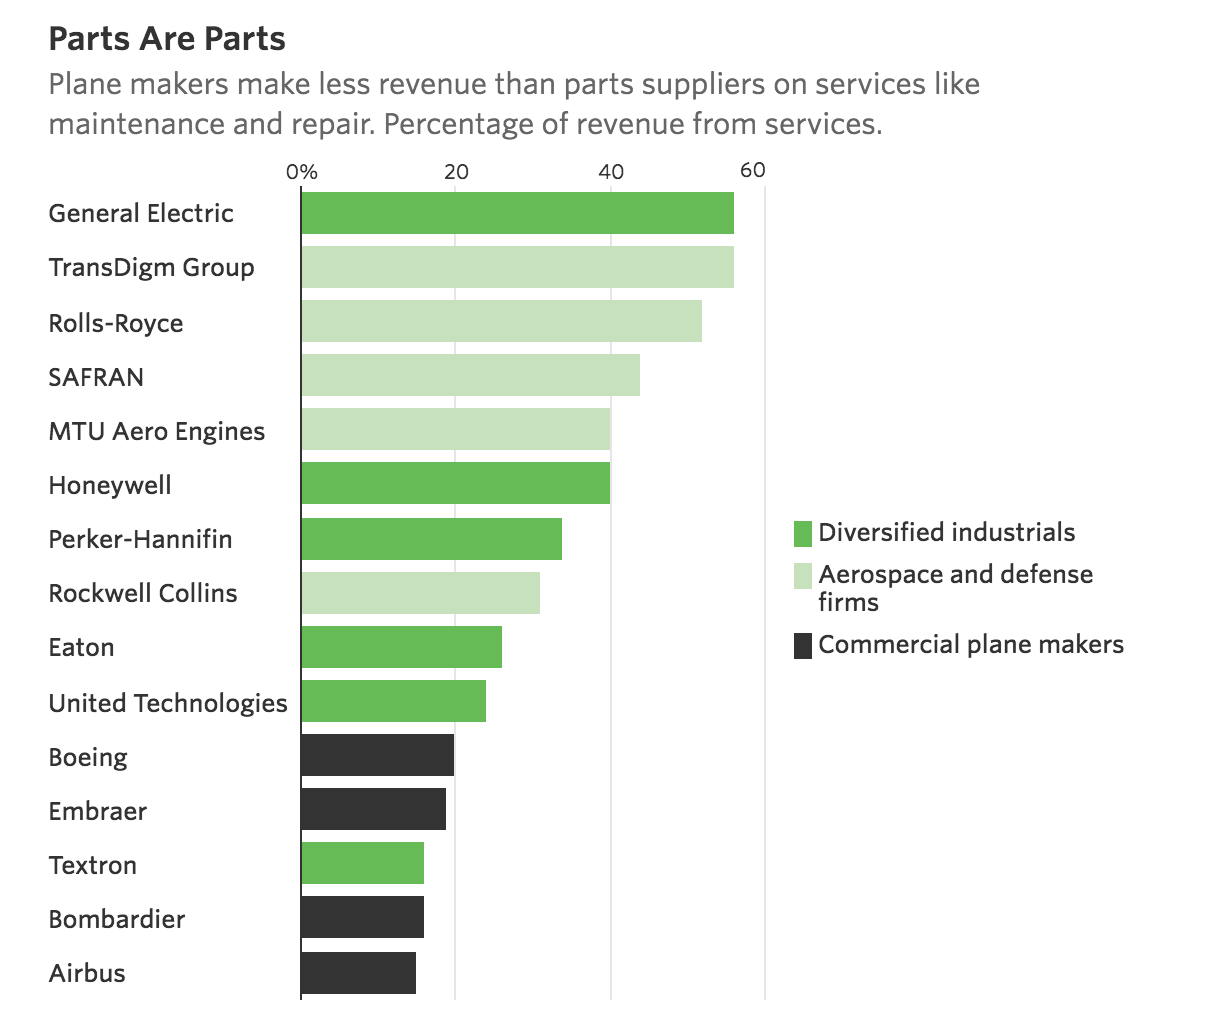 Parts Are Parts
Plane makers make less revenue than parts suppliers on services like
maintenance and repair. Percentage of revenue from services.
0% 20 40 60
General Electric
TransDigm Group
Rolls-Royce
SAFRAN
MTU Aero Engines
Honeywell
Perker-Hannifin
Rockwell Collins
Eaton
United Technologies
Boeing
Embraer
Textron
Bombardier
Airbus
Diversified industrials
Aerospace and defense
firms
Commercial plane makers